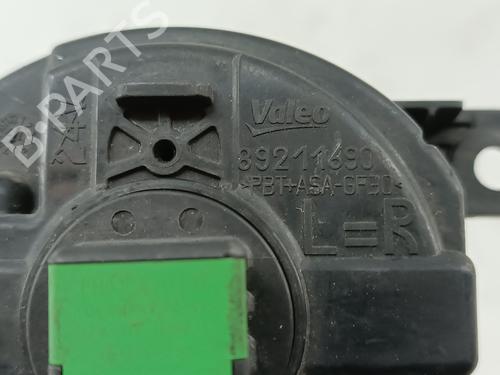 B-PARTS
Valeo
89211690
>PBT+ASA-GF30<
L=R